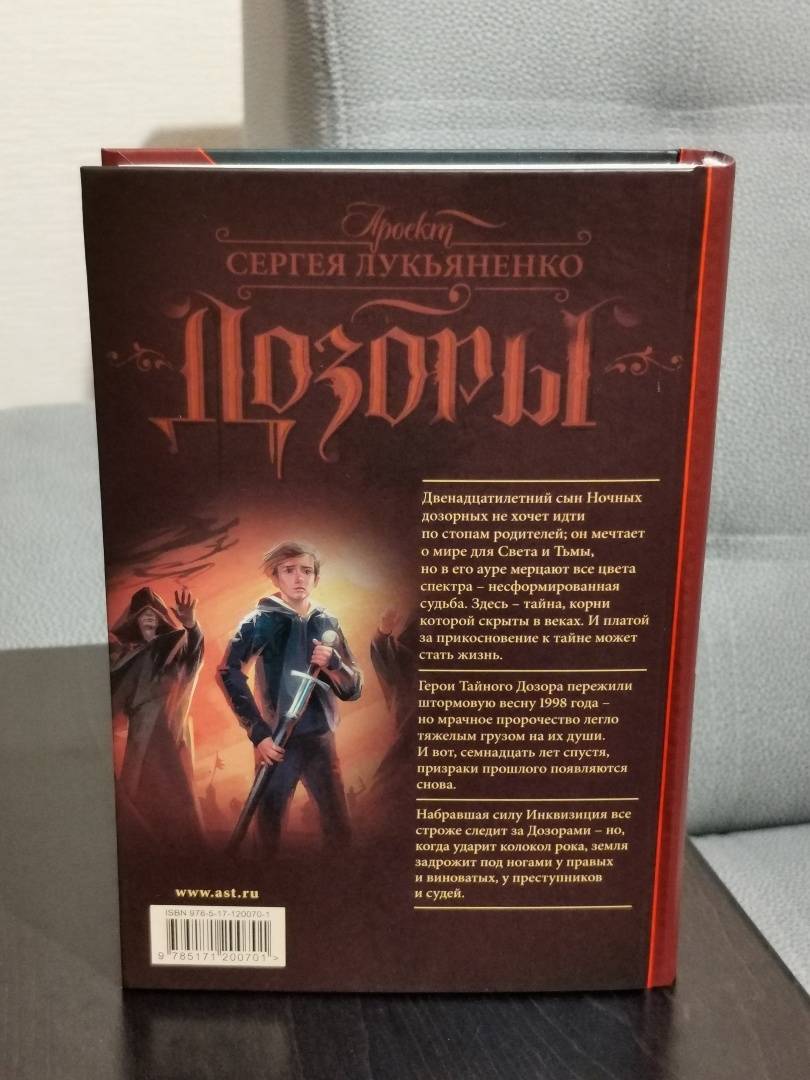 Проект
СЕРГЕЯ ЛУКЬЯНЕНКО
Дозоры
Двенадцатилетний сын Ночных
дозорных не хочет идти
по стопам родителей; он мечтает
о мире для Света и Тьмы,
но в его ауре мерцают все цвета
спектра – несформированная
судьба. Здесь – тайна, корни
которой скрыты в веках. И платой
за прикосновение к тайне может
стать жизнь.
Герои Тайного Дозора пережили
штормовую весну 1998 года –
но мрачное пророчество легло
тяжелым грузом на их души.
И вот, семнадцать лет спустя,
призраки прошлого появляются
снова.
Набравшая силу Инквизиция все
строже следит за Дозорами – но,
когда ударит колокол рока, земля
задрожит под ногами у правых
и виноватых, у преступников
и судей.
www.ast.ru
ISBN 978-5-17-120070-1
9 785171 200701 >